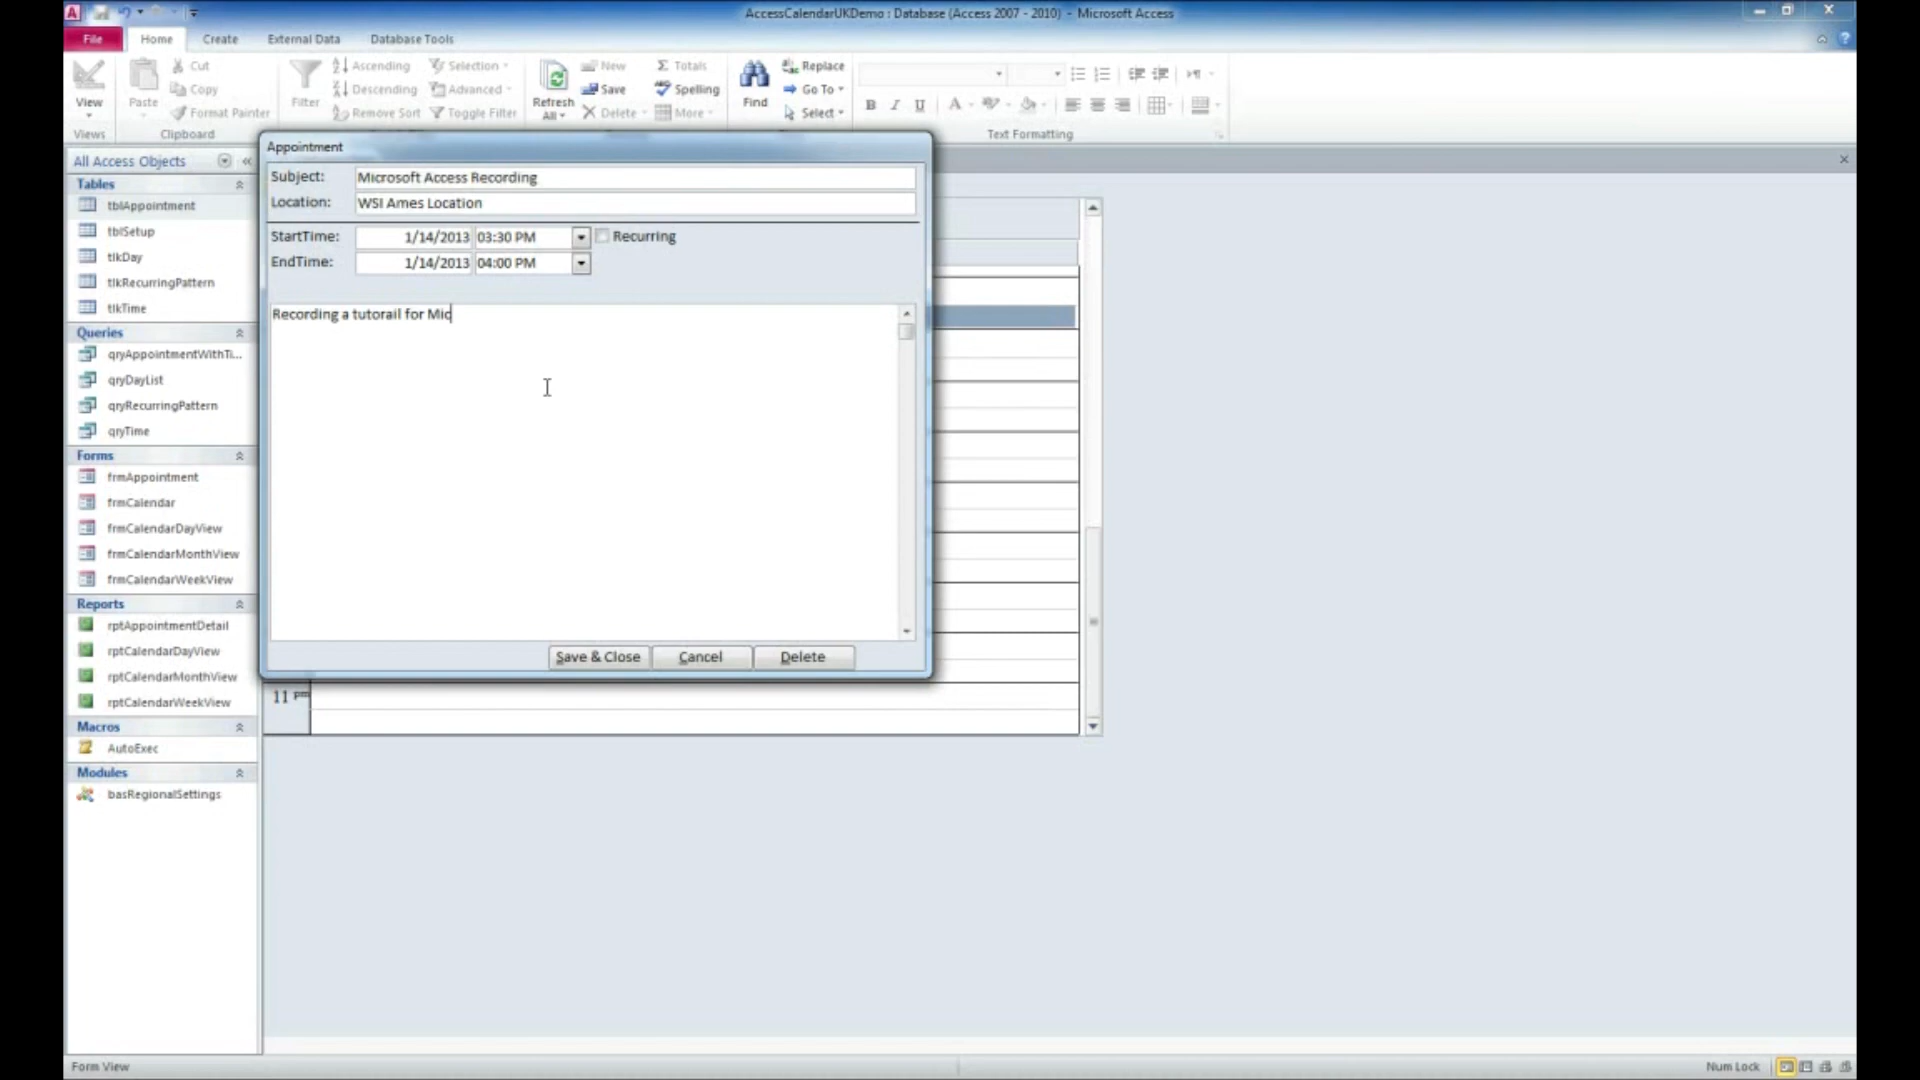 AccessCalendarUKDemo : Database (Access 2007 - 2010) - Microsoft Access
File Home Create External Data Database Tools
View
Views
Paste
Cut
Copy
Format Painter
Clipboard
Filter
Ascending
Descending
Remove Sort
Selection
Advanced
Toggle Filter
Refresh
All
New
Save
Delete
Totals
Spelling
More
Find
Replace
Go To
Select
B I U A
Text Formatting
All Access Objects
Tables
tblAppointment
tblSetup
tlkDay
tlkRecurringPattern
tlkTime
Queries
qryAppointmentWithTi...
qryDayList
qryRecurringPattern
qryTime
Forms
frmAppointment
frmCalendar
frmCalendarDayView
frmCalendarMonthView
frmCalendarWeekView
Reports
rptAppointmentDetail
rptCalendarDayView
rptCalendarMonthView
rptCalendarWeekView
Macros
AutoExec
Modules
basRegionalSettings
Appointment
Subject: Microsoft Access Recording
Location: WSI Ames Location
StartTime: 1/14/2013 03:30 PM Recurring
EndTime: 1/14/2013 04:00 PM
Recording a tutorail for Mic
Save & Close Cancel Delete
11 pm
Form View
Num Lock